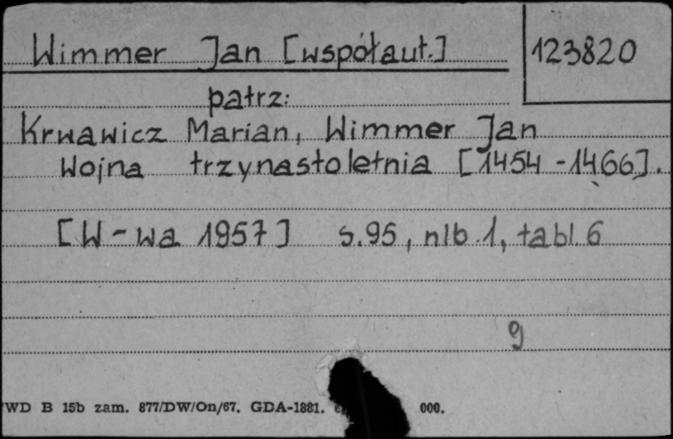 Wimmer Jan [współaut.]
123820
patrz:
Krwawicz Marian, Wimmer Jan
Wojna trzynastoletnia [1454-1466].
[W-wa 1957] s.95, nlb.1, tabl.6
9
WD B 15b zam. 877/DW/On/67. GDA-1881. 000.